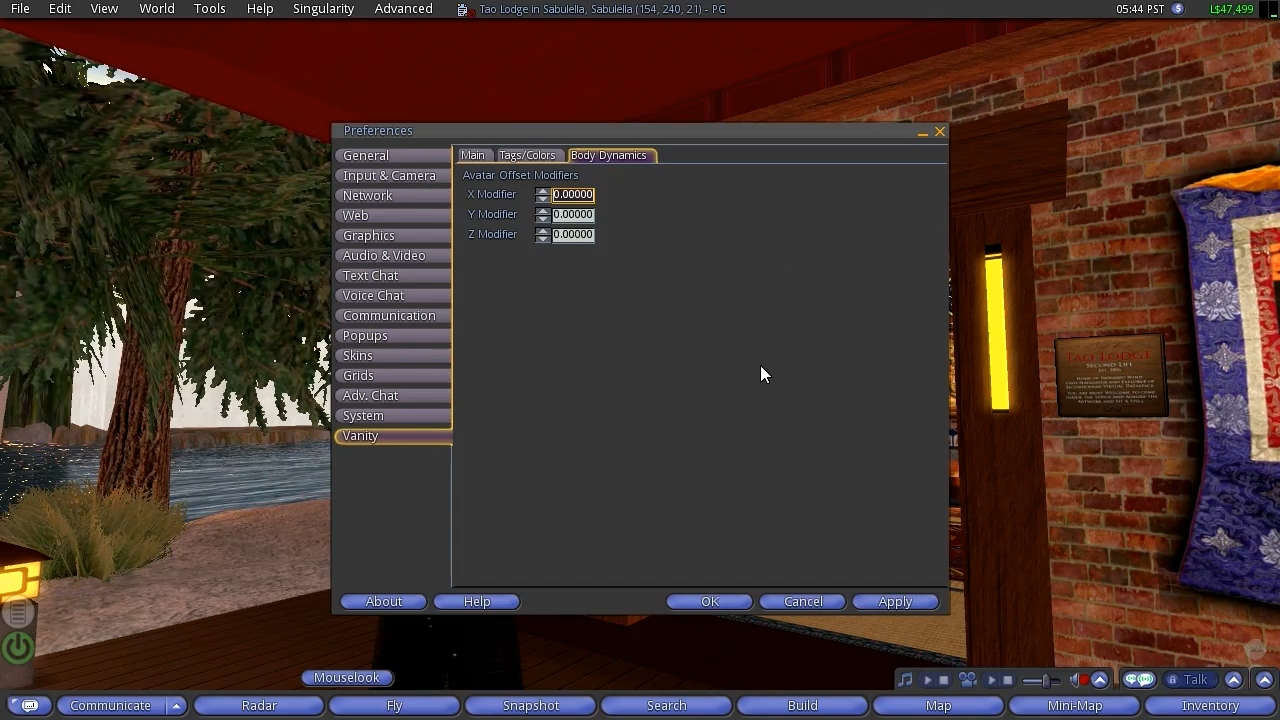 File Edit View World Tools Help Singularity Advanced Tao Lodge in Sabulella, Sabulella (154, 240, 21) - PG 05:44 PST $ L$47,499
Preferences
General
Input & Camera
Network
Web
Graphics
Audio & Video
Text Chat
Voice Chat
Communication
Popups
Skins
Grids
Adv. Chat
System
Vanity
Main Tags/Colors Body Dynamics
Avatar Offset Modifiers
X Modifier 0.00000
Y Modifier 0.00000
Z Modifier 0.00000
About Help OK Cancel Apply
TAO LODGE
SECOND LIFE
Mouselook
Talk
Communicate Radar Fly Snapshot Search Build Map Mini-Map Inventory